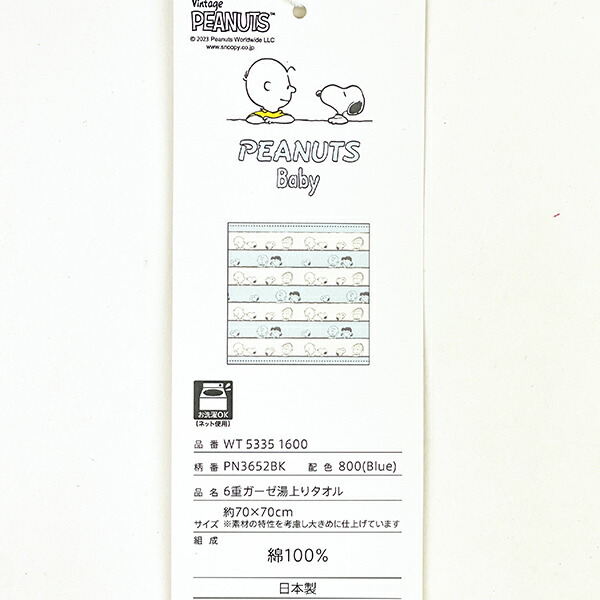 Vintage
PEANUTS™
© 2023 Peanuts Worldwide LLC
www.snoopy.co.jp
PEANUTS
Baby
お洗濯OK
(ネット使用)
品番 WT 5335 1600
柄番 PN3652BK 配色 800(Blue)
品名 6重ガーゼ湯上りタオル
約70×70cm
サイズ ※素材の特性を考慮し大きめに仕上げています
組成
綿100%
日本製